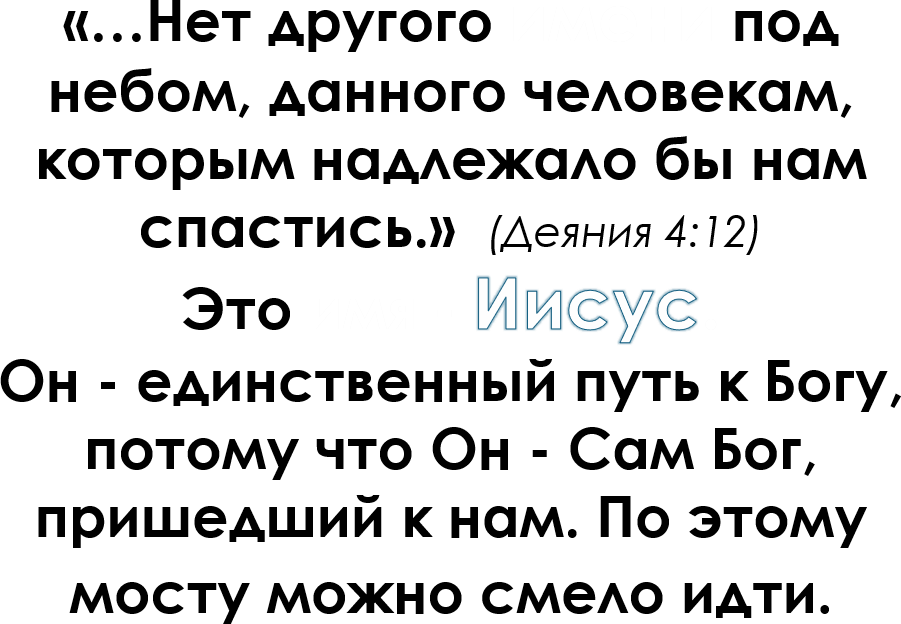 «...Нет другого под
небом, данного человекам,
которым надлежало бы нам
спастись.» (Деяния 4:12)
Это Иисус
Он - единственный путь к Богу,
потому что Он - Сам Бог,
пришедший к нам. По этому
мосту можно смело идти.